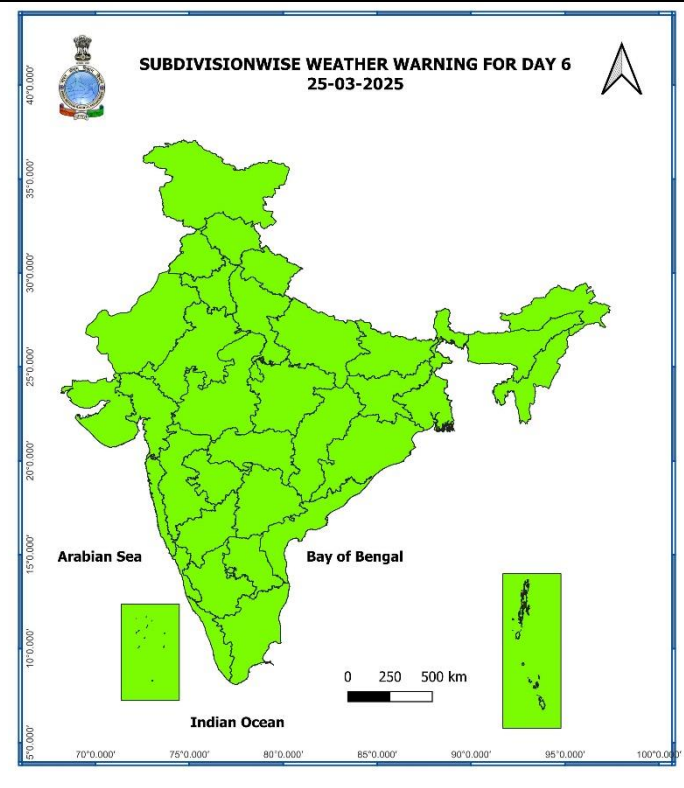 SUBDIVISIONWISE WEATHER WARNING FOR DAY 6
25-03-2025
40°0.000'
35°0.000'
30°0.000'
25°0.000'
20°0.000'
15°0.000'
10°0.000'
5°0.000'
Arabian Sea
Bay of Bengal
0 250 500 km
Indian Ocean
70°0.000' 75°0.000' 80°0.000' 85°0.000' 90°0.000' 95°0.000' 100°0.000'